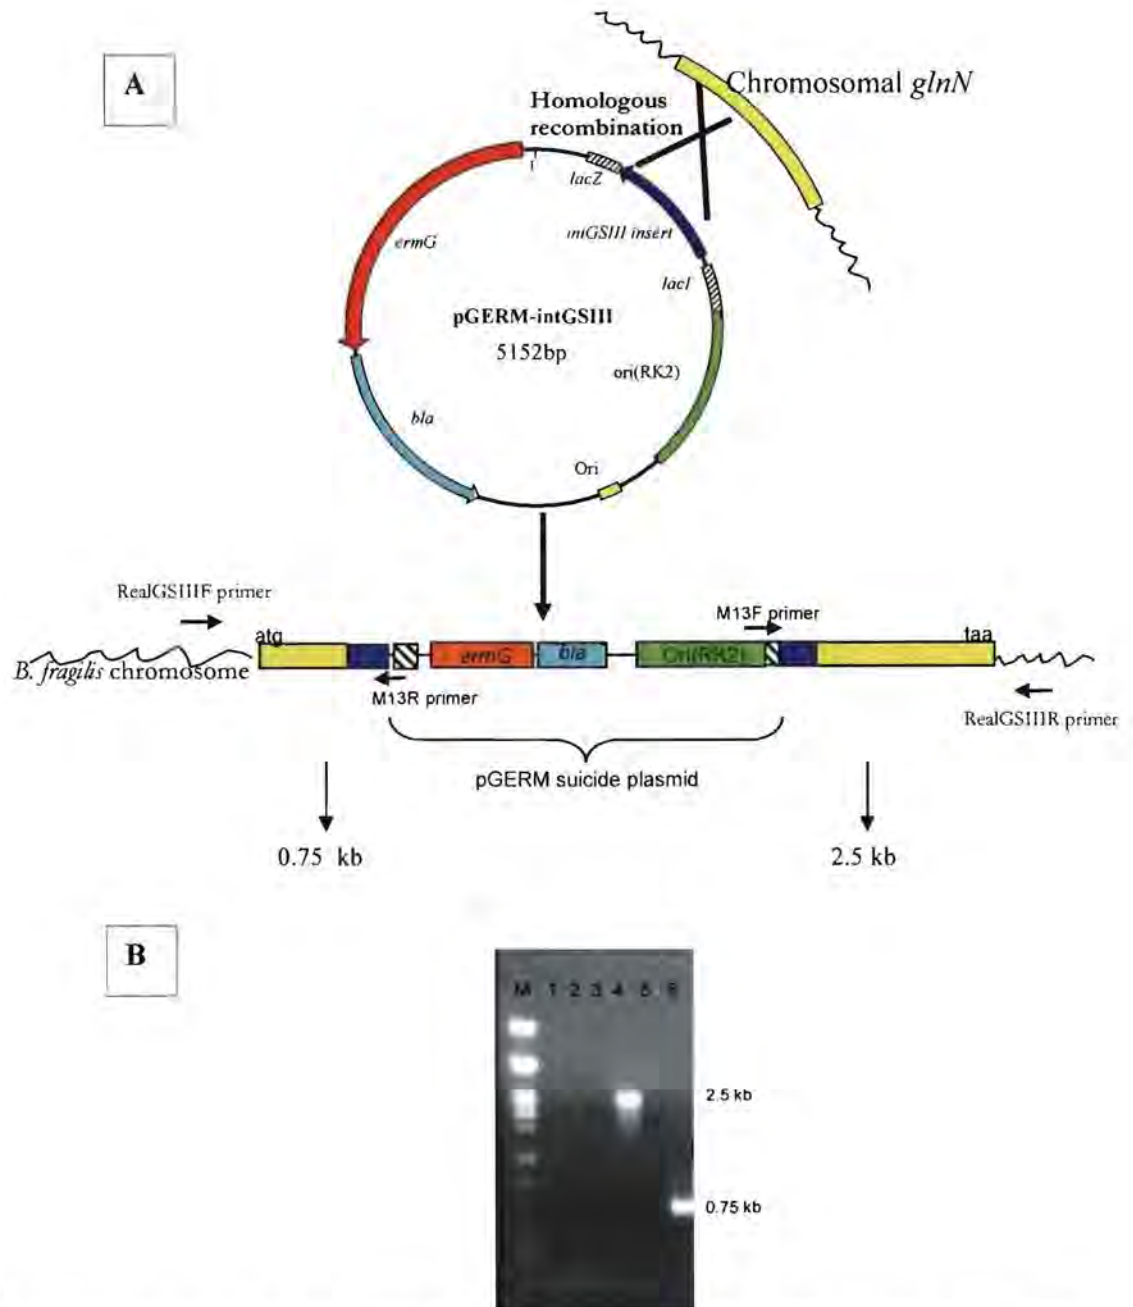 A
Chromosomal glnN
Homologous
recombination
1
lacZ
intGSIII insert
ermG
lacI
pGERM-intGSIII
5152bp
ori(RK2)
bla
Ori
RealGSIIIF primer
M13F primer
atg
taa
ermG
bla
Ori(RK2)
B. fragilis chromosome
M13R primer
RealGSIIIR primer
pGERM suicide plasmid
0.75 kb
2.5 kb
B
M 1 2 3 4 5 6
2.5 kb
0.75 kb